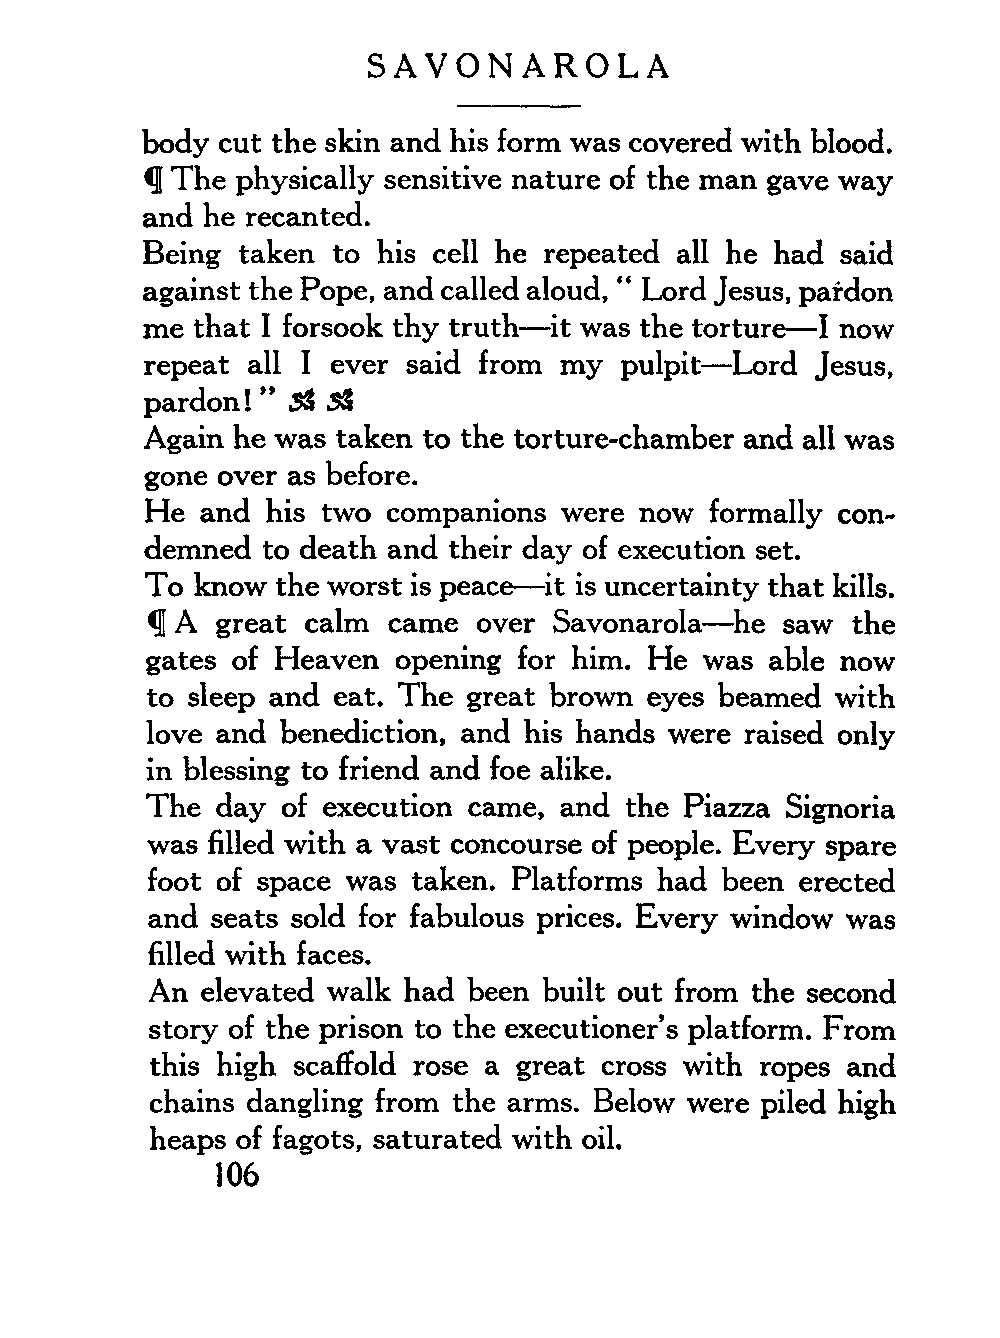 SAVONAROLA
body cut the skin and his form was covered with blood.
¶ The physically sensitive nature of the man gave way
and he recanted.
Being taken to his cell he repeated all he had said
against the Pope, and called aloud, “ Lord Jesus, pardon
me that I forsook thy truth—it was the torture—I now
repeat all I ever said from my pulpit—Lord Jesus,
pardon! ”
Again he was taken to the torture-chamber and all was
gone over as before.
He and his two companions were now formally con-
demned to death and their day of execution set.
To know the worst is peace—it is uncertainty that kills.
¶ A great calm came over Savonarola—he saw the
gates of Heaven opening for him. He was able now
to sleep and eat. The great brown eyes beamed with
love and benediction, and his hands were raised only
in blessing to friend and foe alike.
The day of execution came, and the Piazza Signoria
was filled with a vast concourse of people. Every spare
foot of space was taken. Platforms had been erected
and seats sold for fabulous prices. Every window was
filled with faces.
An elevated walk had been built out from the second
story of the prison to the executioner’s platform. From
this high scaffold rose a great cross with ropes and
chains dangling from the arms. Below were piled high
heaps of fagots, saturated with oil.
106